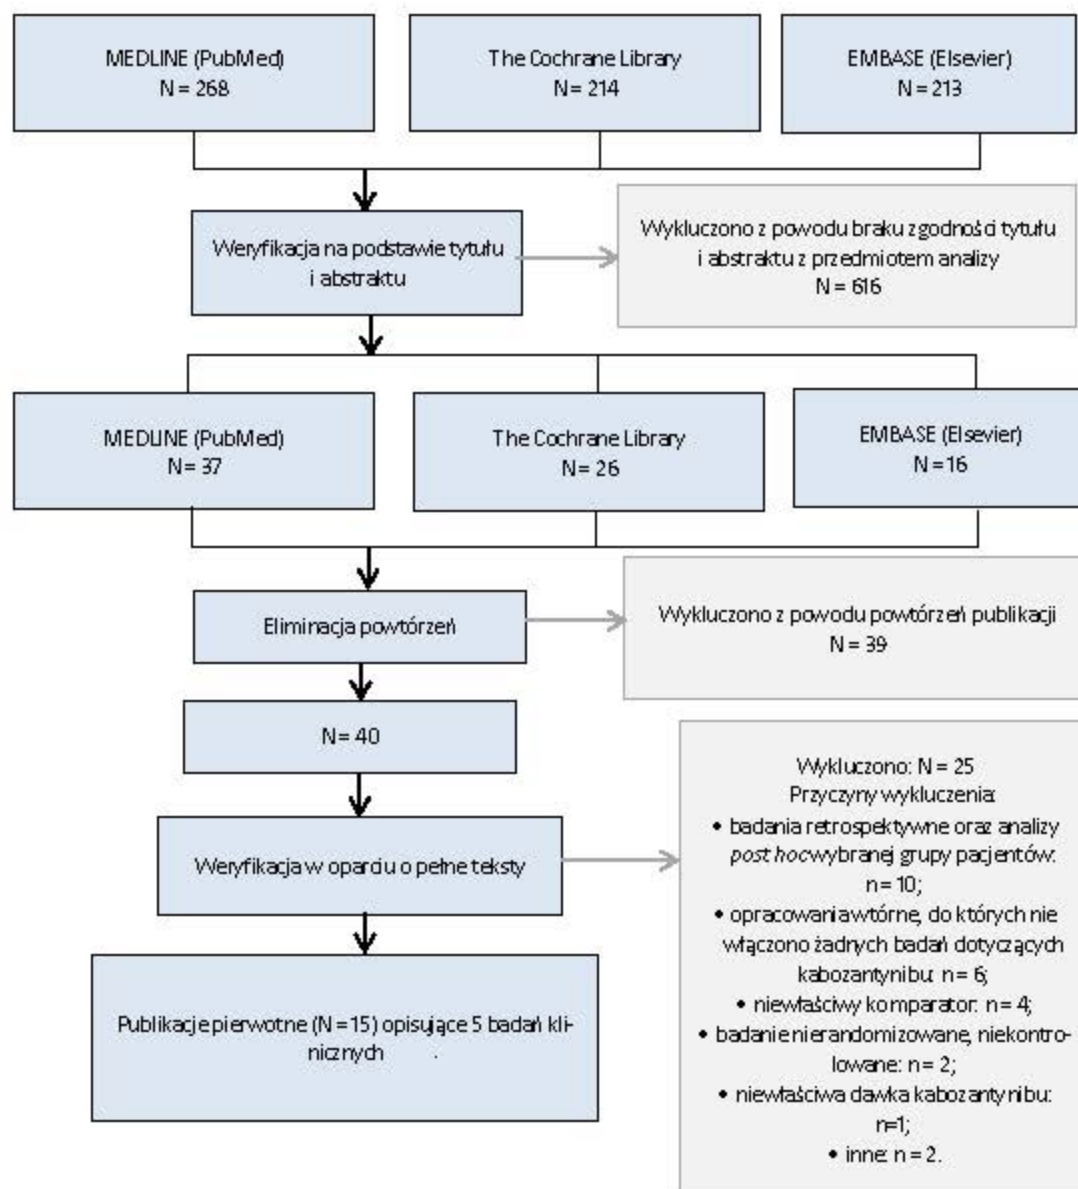 MEDLINE (PubMed)
N = 268
The Cochrane Library
N = 214
EMBASE (Elsevier)
N = 213
Weryfikacja na podstawie tytułu
i abstraktu
Wykluczono z powodu braku zgodności tytułu
i abstraktu z przedmiotem analizy
N = 616
MEDLINE (PubMed)
N = 37
The Cochrane Library
N = 26
EMBASE (Elsevier)
N = 16
Eliminacja powtórzeń
Wykluczono z powodu powtórzeń publikacji
N = 39
N = 40
Weryfikacja w oparciu o pełne teksty
Wykluczono: N = 25
Przyczyny wykluczenia:
• badania retrospektywne oraz analizy
post hoc wybranej grupy pacjentów:
n = 10;
• opracowania wtórne, do których nie
włączono żadnych badań dotyczących
kabozantynibu: n = 6;
• niewłaściwy komparator: n = 4;
• badanie nierandomizowane, niekontro-
lowane: n = 2;
• niewłaściwa dawka kabozantynibu:
n=1;
• inne: n = 2.
Publikacje pierwotne (N = 15) opisujące 5 badań kli-
nicznych .